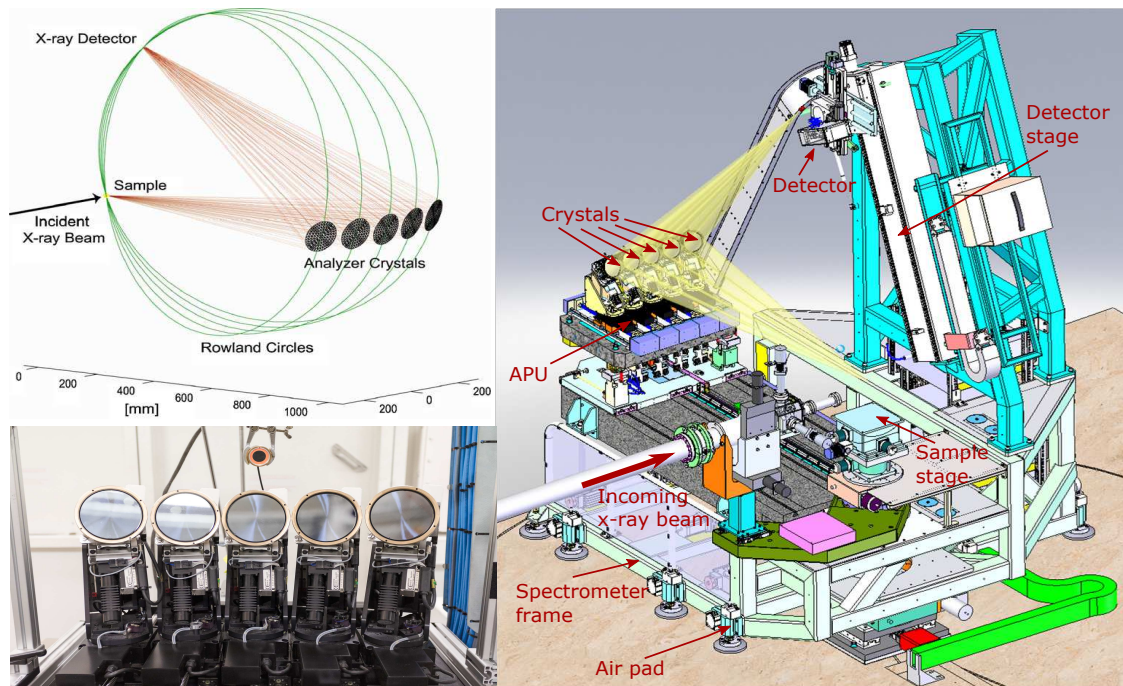 X-ray Detector
Sample
Incident
X-ray Beam
Analyzer Crystals
Rowland Circles
0
200
400
600
800
1000
[mm]
200
0
200
Detector
stage
Detector
Crystals
APU
Sample
stage
Incoming
x-ray beam
Spectrometer
frame
Air pad